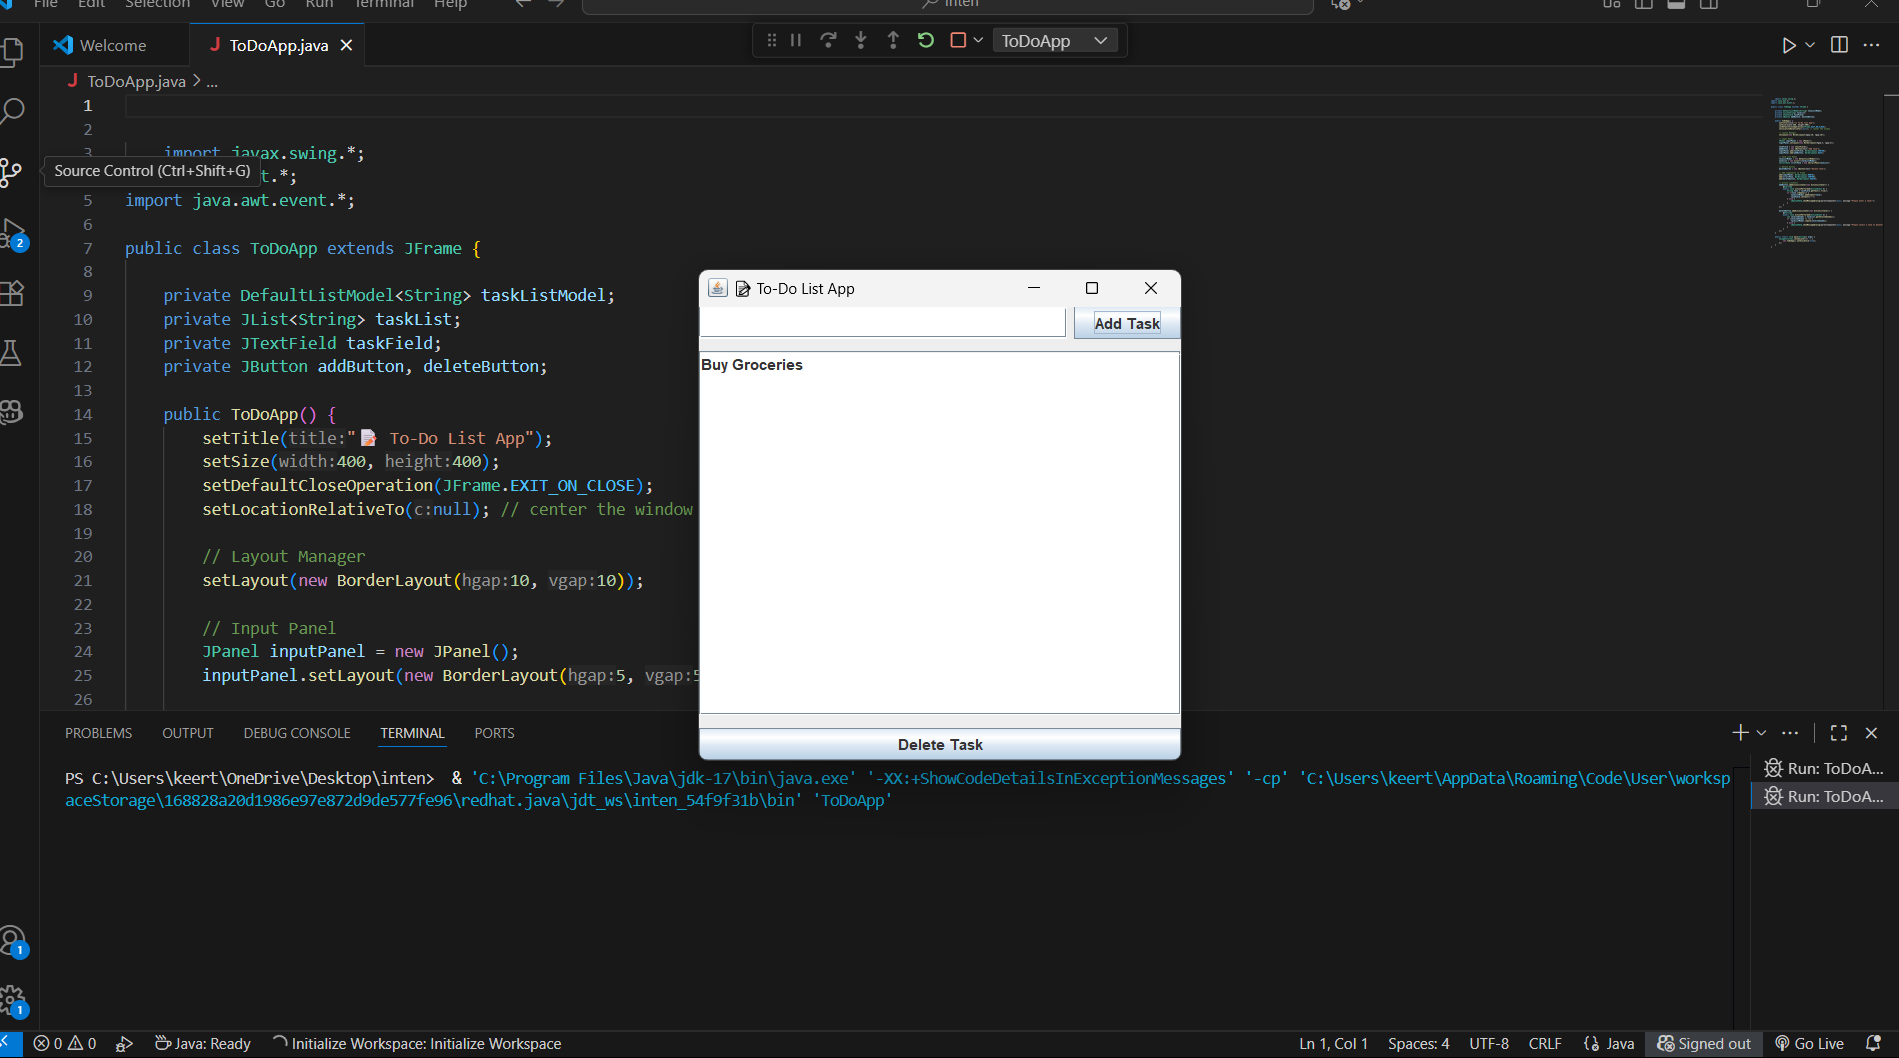 File Edit Selection View Go Run Terminal Help
inten
Welcome
J ToDoApp.java
ToDoApp
J ToDoApp.java > ...
1
2
3 import javax.swing.*;
Source Control (Ctrl+Shift+G) t.*;
5 import java.awt.event.*;
6
7 public class ToDoApp extends JFrame {
8
9 private DefaultListModel<String> taskListModel;
10 private JList<String> taskList;
11 private JTextField taskField;
12 private JButton addButton, deleteButton;
13
14 public ToDoApp() {
15 setTitle(title:"📝 To-Do List App");
16 setSize(width:400, height:400);
17 setDefaultCloseOperation(JFrame.EXIT_ON_CLOSE);
18 setLocationRelativeTo(c:null); // center the window
19
20 // Layout Manager
21 setLayout(new BorderLayout(hgap:10, vgap:10));
22
23 // Input Panel
24 JPanel inputPanel = new JPanel();
25 inputPanel.setLayout(new BorderLayout(hgap:5, vgap:5
26
📝 To-Do List App
Add Task
Buy Groceries
Delete Task
PROBLEMS OUTPUT DEBUG CONSOLE TERMINAL PORTS
PS C:\Users\keert\OneDrive\Desktop\inten> & 'C:\Program Files\Java\jdk-17\bin\java.exe' '-XX:+ShowCodeDetailsInExceptionMessages' '-cp' 'C:\Users\keert\AppData\Roaming\Code\User\worksp
aceStorage\168828a20d1986e97e872d9de577fe96\redhat.java\jdt_ws\inten_54f9f31b\bin' 'ToDoApp'
Run: ToDoA...
Run: ToDoA...
2
1
1
0 0 Java: Ready Initialize Workspace: Initialize Workspace
Ln 1, Col 1 Spaces: 4 UTF-8 CRLF {} Java Signed out Go Live